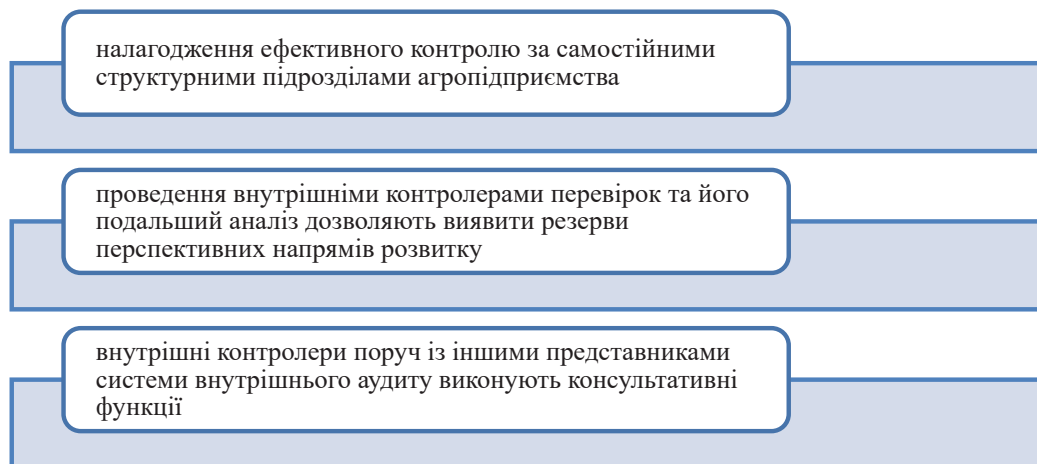 налагодження ефективного контролю за самостійними
структурними підрозділами агропідприємства
проведення внутрішніми контролерами перевірок та його
подальший аналіз дозволяють виявити резерви
перспективних напрямів розвитку
внутрішні контролери поруч із іншими представниками
системи внутрішнього аудиту виконують консультативні
функції